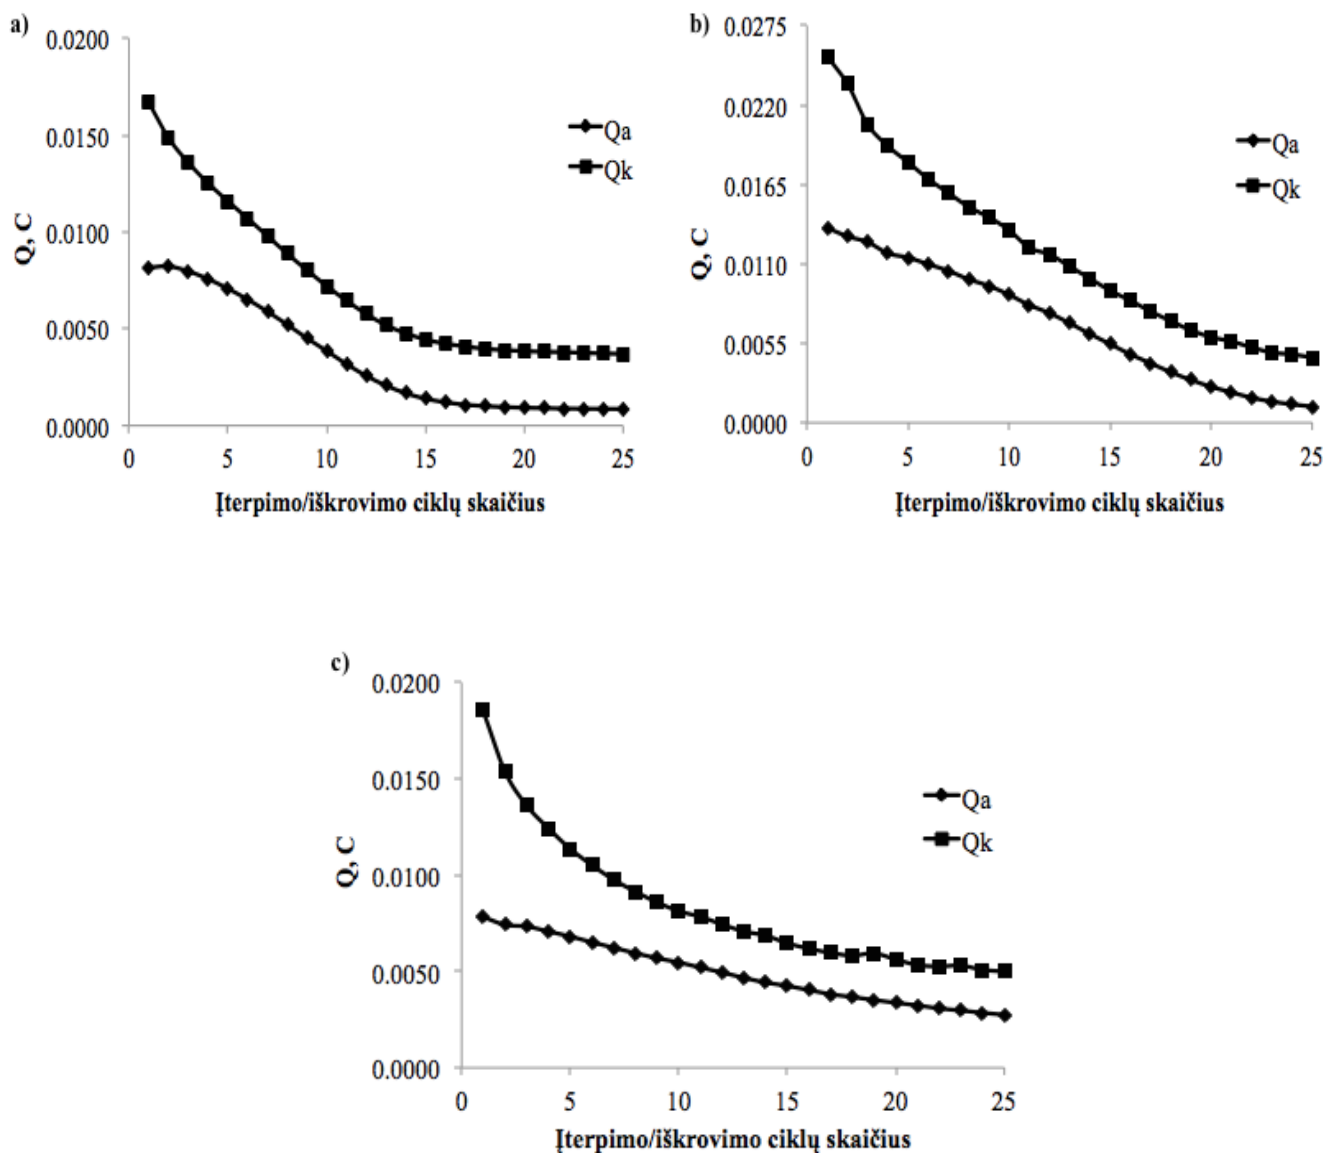 a)
0.0200
0.0150
0.0100
0.0050
0.0000
Q, C
Qa
Qk
0 5 10 15 20 25
Įterpimo/iškrovimo ciklų skaičius
b)
0.0275
0.0220
0.0165
0.0110
0.0055
0.0000
Q, C
Qa
Qk
0 5 10 15 20 25
Įterpimo/iškrovimo ciklų skaičius
c)
0.0200
0.0150
0.0100
0.0050
0.0000
Q, C
Qa
Qk
0 5 10 15 20 25
Įterpimo/iškrovimo ciklų skaičius